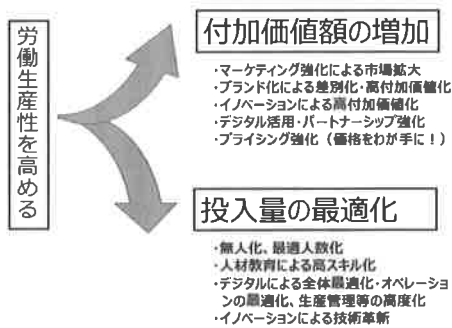 労働生産性を高める
付加価値額の増加
・マーケティング強化による市場拡大
・ブランド化による差別化・高付加価値化
・イノベーションによる高付加価値化
・デジタル活用・パートナーシップ強化
・プライシング強化（価格をわが手に！）
投入量の最適化
・無人化、最適人数化
・人材教育による高スキル化
・デジタルによる全体最適化・オペレーショ
ンの最適化、生産管理等の高度化
・イノベーションによる技術革新